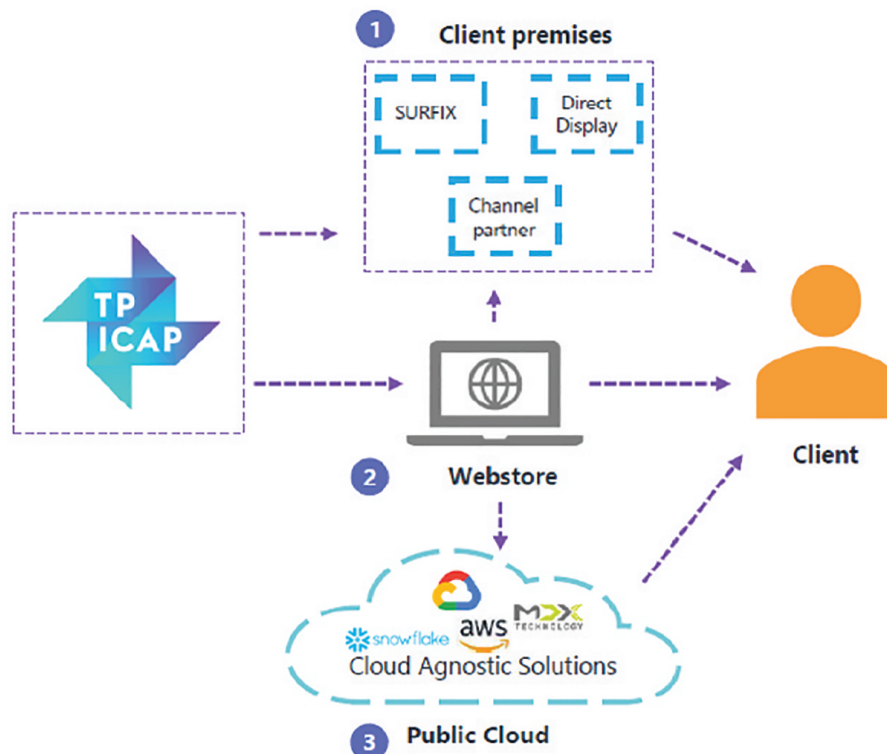 1
Client premises
SURFIX
Direct
Display
Channel
partner
TP
ICAP
2
Webstore
Client
snowflake
aws
MDX
TECHNOLOGY
Cloud Agnostic Solutions
3
Public Cloud